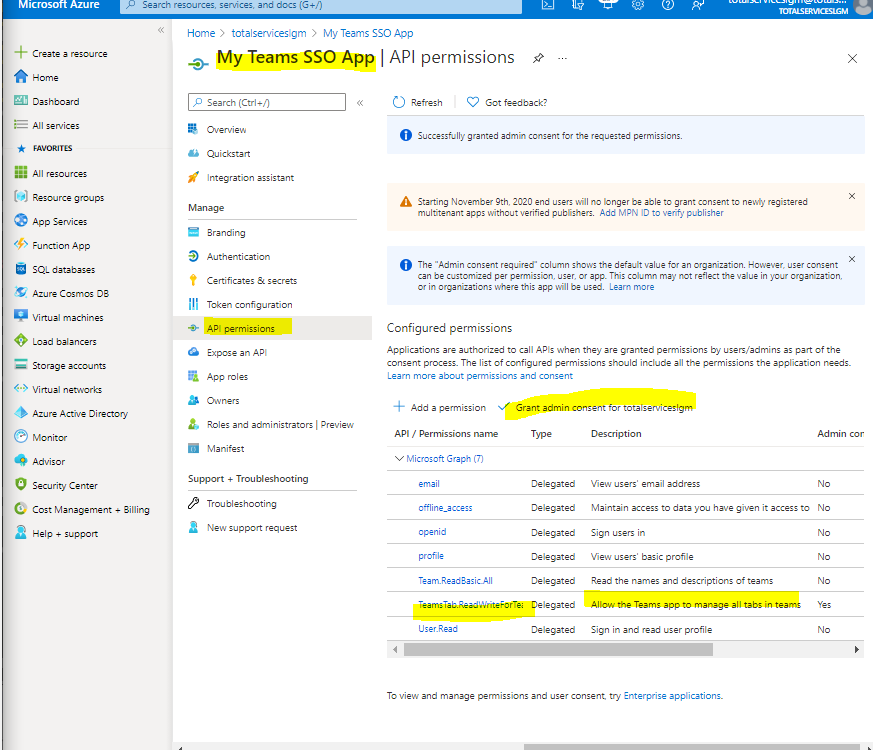 Microsoft Azure
Search resources, services, and docs (G+/)
TOTALSERVICESLGM
Create a resource
Home
Dashboard
All services
FAVORITES
All resources
Resource groups
App Services
Function App
SQL databases
Azure Cosmos DB
Virtual machines
Load balancers
Storage accounts
Virtual networks
Azure Active Directory
Monitor
Advisor
Security Center
Cost Management + Billing
Help + support
Home > totalserviceslgm > My Teams SSO App
My Teams SSO App | API permissions
Search (Ctrl+/)
Overview
Quickstart
Integration assistant
Manage
Branding
Authentication
Certificates & secrets
Token configuration
API permissions
Expose an API
App roles
Owners
Roles and administrators | Preview
Manifest
Support + Troubleshooting
Troubleshooting
New support request
Refresh Got feedback?
Successfully granted admin consent for the requested permissions.
Starting November 9th, 2020 end users will no longer be able to grant consent to newly registered
multitenant apps without verified publishers. Add MPN ID to verify publisher
The "Admin consent required" column shows the default value for an organization. However, user consent
can be customized per permission, user, or app. This column may not reflect the value in your organization,
or in organizations where this app will be used. Learn more
Configured permissions
Applications are authorized to call APIs when they are granted permissions by users/admins as part of the
consent process. The list of configured permissions should include all the permissions the application needs.
Learn more about permissions and consent
Add a permission Grant admin consent for totalserviceslgm
API / Permissions name Type Description Admin con
Microsoft Graph (7)
email Delegated View users' email address No
offline_access Delegated Maintain access to data you have given it access to No
openid Delegated Sign users in No
profile Delegated View users' basic profile No
Team.ReadBasic.All Delegated Read the names and descriptions of teams No
TeamsTab.ReadWriteForTe Delegated Allow the Teams app to manage all tabs in teams Yes
User.Read Delegated Sign in and read user profile No
To view and manage permissions and user consent, try Enterprise applications.